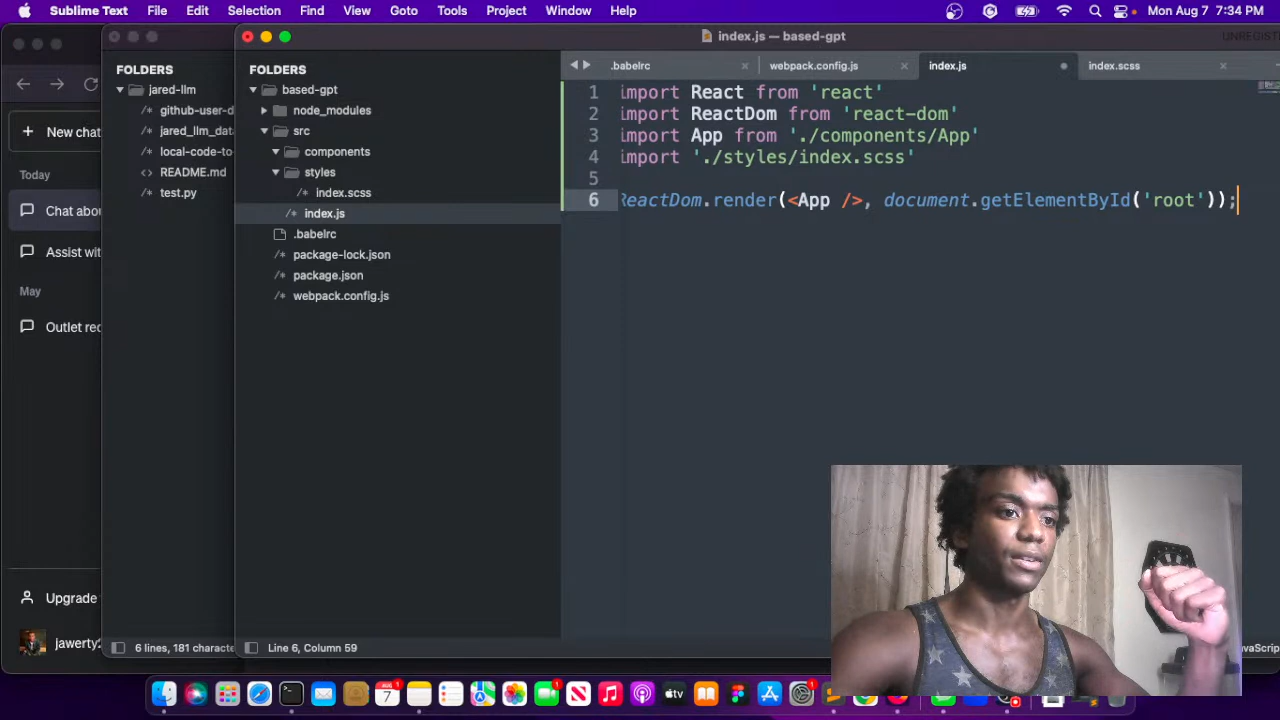 Sublime Text File Edit Selection Find View Goto Tools Project Window Help Mon Aug 7 7:34 PM
index.js — based-gpt
New chat
Today
Chat
Assist
May
Outlet
Upgrade
FOLDERS
jared-llm
README.md
test.py
6 lines, 181
FOLDERS
based-gpt
node_modules
src
components
styles
index.scss
index.js
.babelrc
package-lock.json
package.json
webpack.config.js
Line 6, Column 59
.babelrc webpack.config.js index.js index.scss
1 import React from 'react'
2 import ReactDom from 'react-dom'
3 import App from './components/App'
4 import './styles/index.scss'
5
6 ReactDom.render(<App />, document.getElementById('root'));